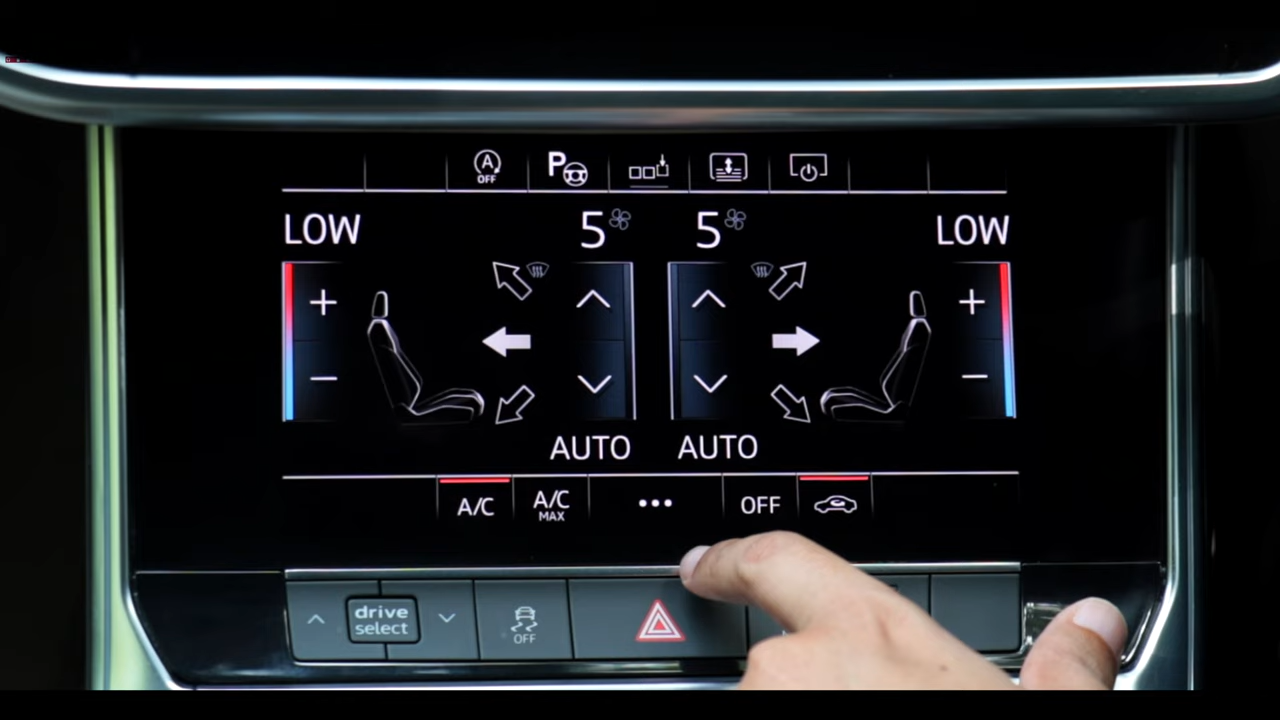 A
OFF
P
LOW 5 5 LOW
+ +
− −
AUTO AUTO
A/C A/C MAX ••• OFF
drive
select
OFF